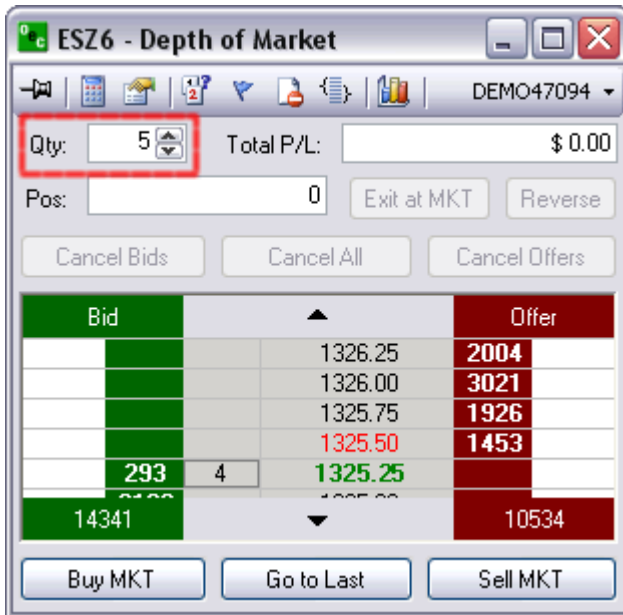 Oec ESZ6 - Depth of Market
DEMO47094
Qty: 5 Total P/L: $ 0.00
Pos: 0 Exit at MKT Reverse
Cancel Bids Cancel All Cancel Offers
Bid Offer
1326.25 2004
1326.00 3021
1325.75 1926
1325.50 1453
293 4 1325.25
14341 10534
Buy MKT Go to Last Sell MKT